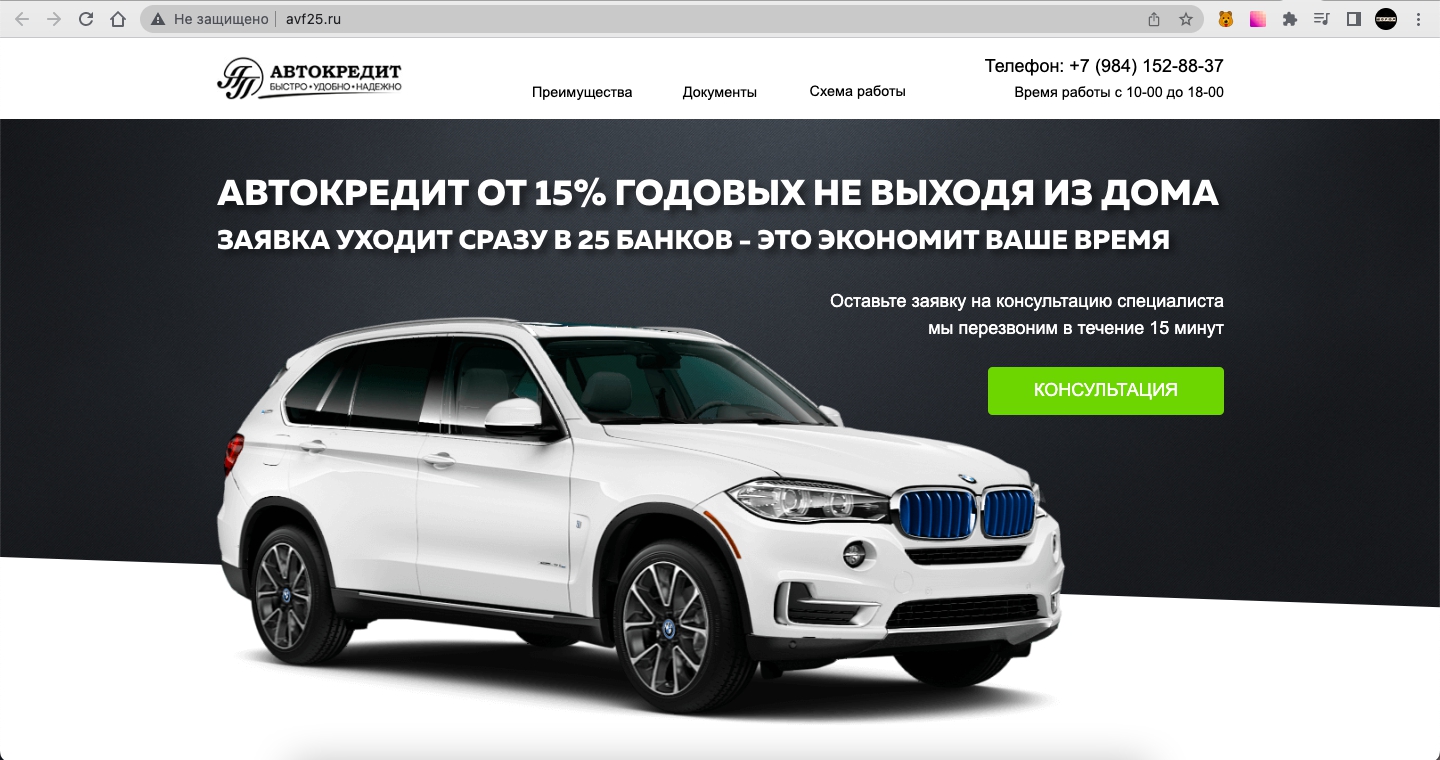 Не защищено
avf25.ru
АВТОКРЕДИТ
БЫСТРО • УДОБНО • НАДЕЖНО
Преимущества
Документы
Схема работы
Телефон: +7 (984) 152-88-37
Время работы с 10-00 до 18-00
АВТОКРЕДИТ ОТ 15% ГОДОВЫХ НЕ ВЫХОДЯ ИЗ ДОМА
ЗАЯВКА УХОДИТ СРАЗУ В 25 БАНКОВ - ЭТО ЭКОНОМИТ ВАШЕ ВРЕМЯ
Оставьте заявку на консультацию специалиста
мы перезвоним в течение 15 минут
КОНСУЛЬТАЦИЯ